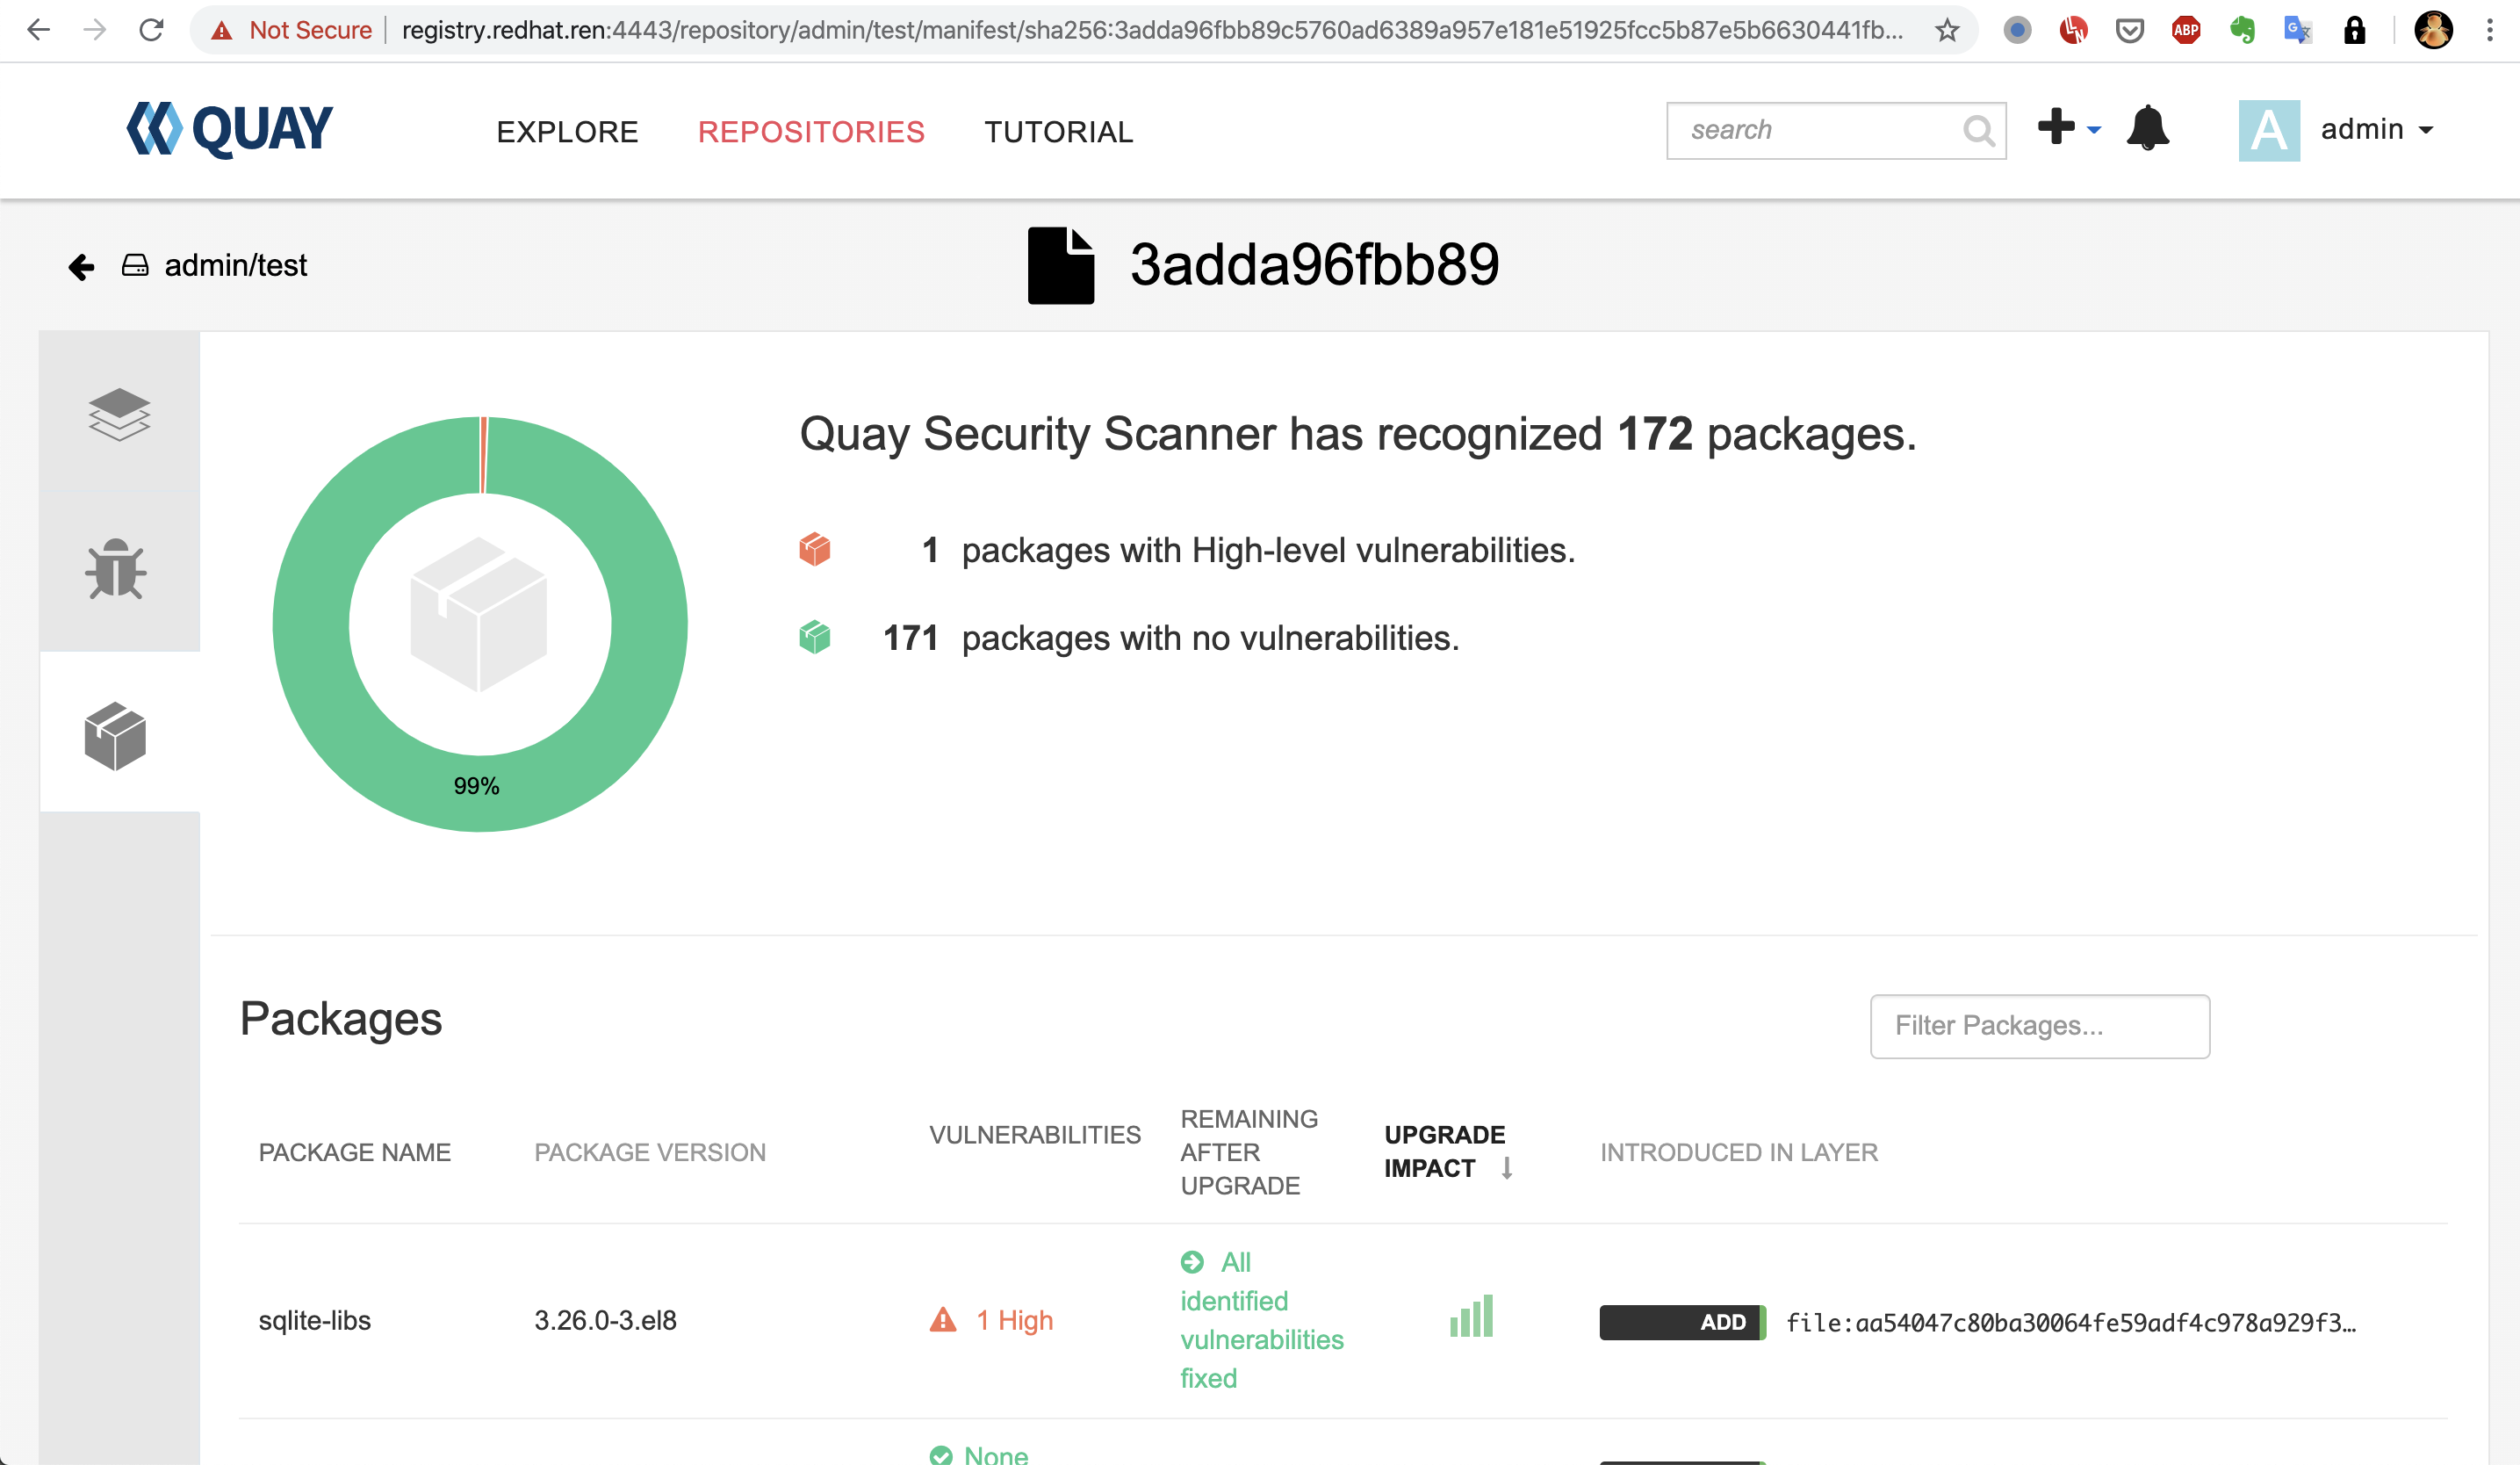 Not Secure registry.redhat.ren:4443/repository/admin/test/manifest/sha256:3adda96fbb89c5760ad6389a957e181e51925fcc5b87e5b6630441fb...
QUAY EXPLORE REPOSITORIES TUTORIAL search A admin
admin/test 3adda96fbb89
Quay Security Scanner has recognized 172 packages.
1 packages with High-level vulnerabilities.
171 packages with no vulnerabilities.
99%
Packages
Filter Packages...
PACKAGE NAME
PACKAGE VERSION
VULNERABILITIES
REMAINING
AFTER
UPGRADE
UPGRADE
IMPACT
INTRODUCED IN LAYER
sqlite-libs
3.26.0-3.el8
1 High
All
identified
vulnerabilities
fixed
ADD file:aa54047c80ba30064fe59adf4c978a929f3…
None